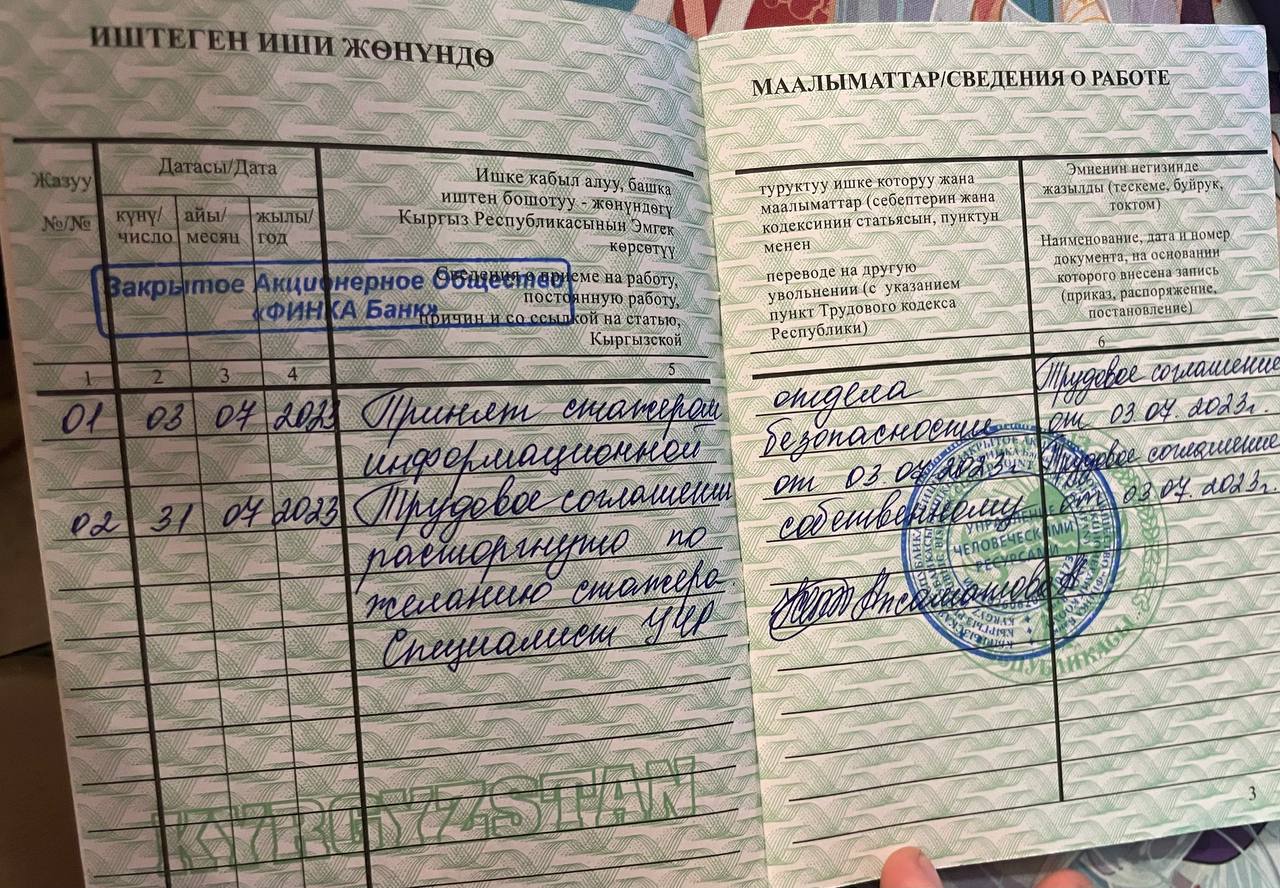 ИШТЕГЕН ИШИ ЖӨНҮНДӨ
Жазуу
№/№
Датасы/Дата
күнү/
число
айы/
месяц
жылы/
год
Ишке кабыл алуу, башка
иштен бошотуу - жөнүндөгү
Кыргыз Республикасынын Эмгек
көрсөтүү
Сведения о приеме на работу,
постоянную работу,
причин и со ссылкой на статью,
Кыргызской
Закрытое Акционерное Общество
«ФИНКА Банк»
1 2 3 4 5
01 03 07 2023 Принят стажером
информационной
02 31 07 2023 Трудовое соглашении
расторгнуто по
желанию стажера.
Специалист УЧР
KYRGYZSTAN
МААЛЫМАТТАР/СВЕДЕНИЯ О РАБОТЕ
туруктуу ишке которуу жана
маалыматтар (себептерин жана
кодексинин статьясын, пунктун
менен
переводе на другую
увольнении (с указанием
пункт Трудового кодекса
Республики)
Эмненин негизинде
жазылды (тескеме, буйрук,
токтом)
Наименование, дата и номер
документа, на основании
которого внесена запись
(приказ, распоряжение,
постановление)
6
отдела
безопасности
от 03.07.2023г.
собственному
Трудовое соглашение
от 03.07.2023г.
Трудовое соглашение
от 03.07.2023г.
УПРАВЛЕНИЕ
ЧЕЛОВЕЧЕСКИМИ
РЕСУРСАМИ
3